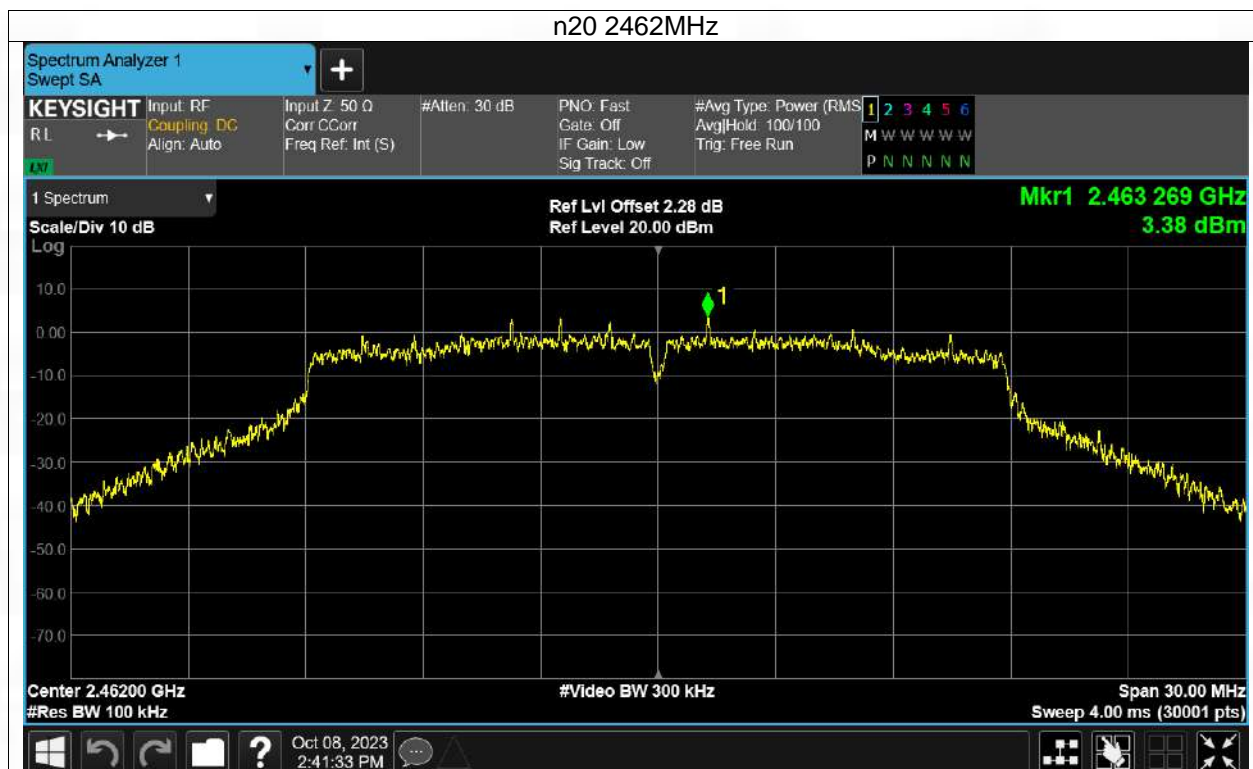 n20 2462MHz
Spectrum Analyzer 1
Swept SA
+
KEYSIGHT
RL
LXI
Input: RF
Coupling: DC
Align: Auto
Input Z: 50 Ω
Corr CCorr
Freq Ref: Int (S)
#Atten: 30 dB
PNO: Fast
Gate: Off
IF Gain: Low
Sig Track: Off
#Avg Type: Power (RMS
Avg|Hold: 100/100
Trig: Free Run
1 2 3 4 5 6
M W W W W W
P N N N N N
1 Spectrum
Scale/Div 10 dB
Log
Ref Lvl Offset 2.28 dB
Ref Level 20.00 dBm
Mkr1 2.463 269 GHz
3.38 dBm
1
10.0
0.00
-10.0
-20.0
-30.0
-40.0
-50.0
-60.0
-70.0
Center 2.46200 GHz
#Res BW 100 kHz
#Video BW 300 kHz
Span 30.00 MHz
Sweep 4.00 ms (30001 pts)
?
Oct 08, 2023
2:41:33 PM